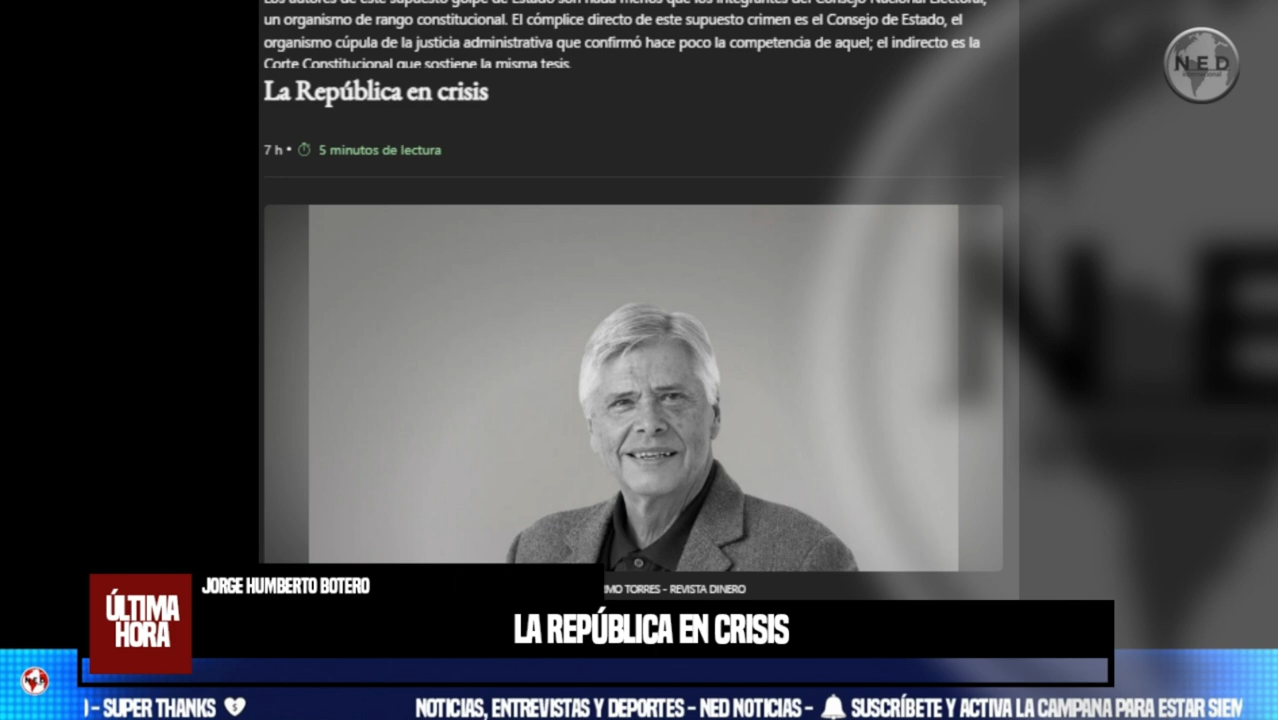 Los autores de este supuesto golpe de Estado son nada menos que los integrantes del Consejo Nacional Electoral,
un organismo de rango constitucional. El cómplice directo de este supuesto crimen es el Consejo de Estado, el
organismo cúpula de la justicia administrativa que confirmó hace poco la competencia de aquel; el indirecto es la
Corte Constitucional que sostiene la misma tesis.
La República en crisis
7 h • 5 minutos de lectura
NED
NE
RMO TORRES - REVISTA DINERO
JORGE HUMBERTO BOTERO
ÚLTIMA
HORA
LA REPÚBLICA EN CRISIS
NED
) - SUPER THANKS
NOTICIAS, ENTREVISTAS Y DEPORTES - NED NOTICIAS -
SUSCRÍBETE Y ACTIVA LA CAMPANA PARA ESTAR SIEM